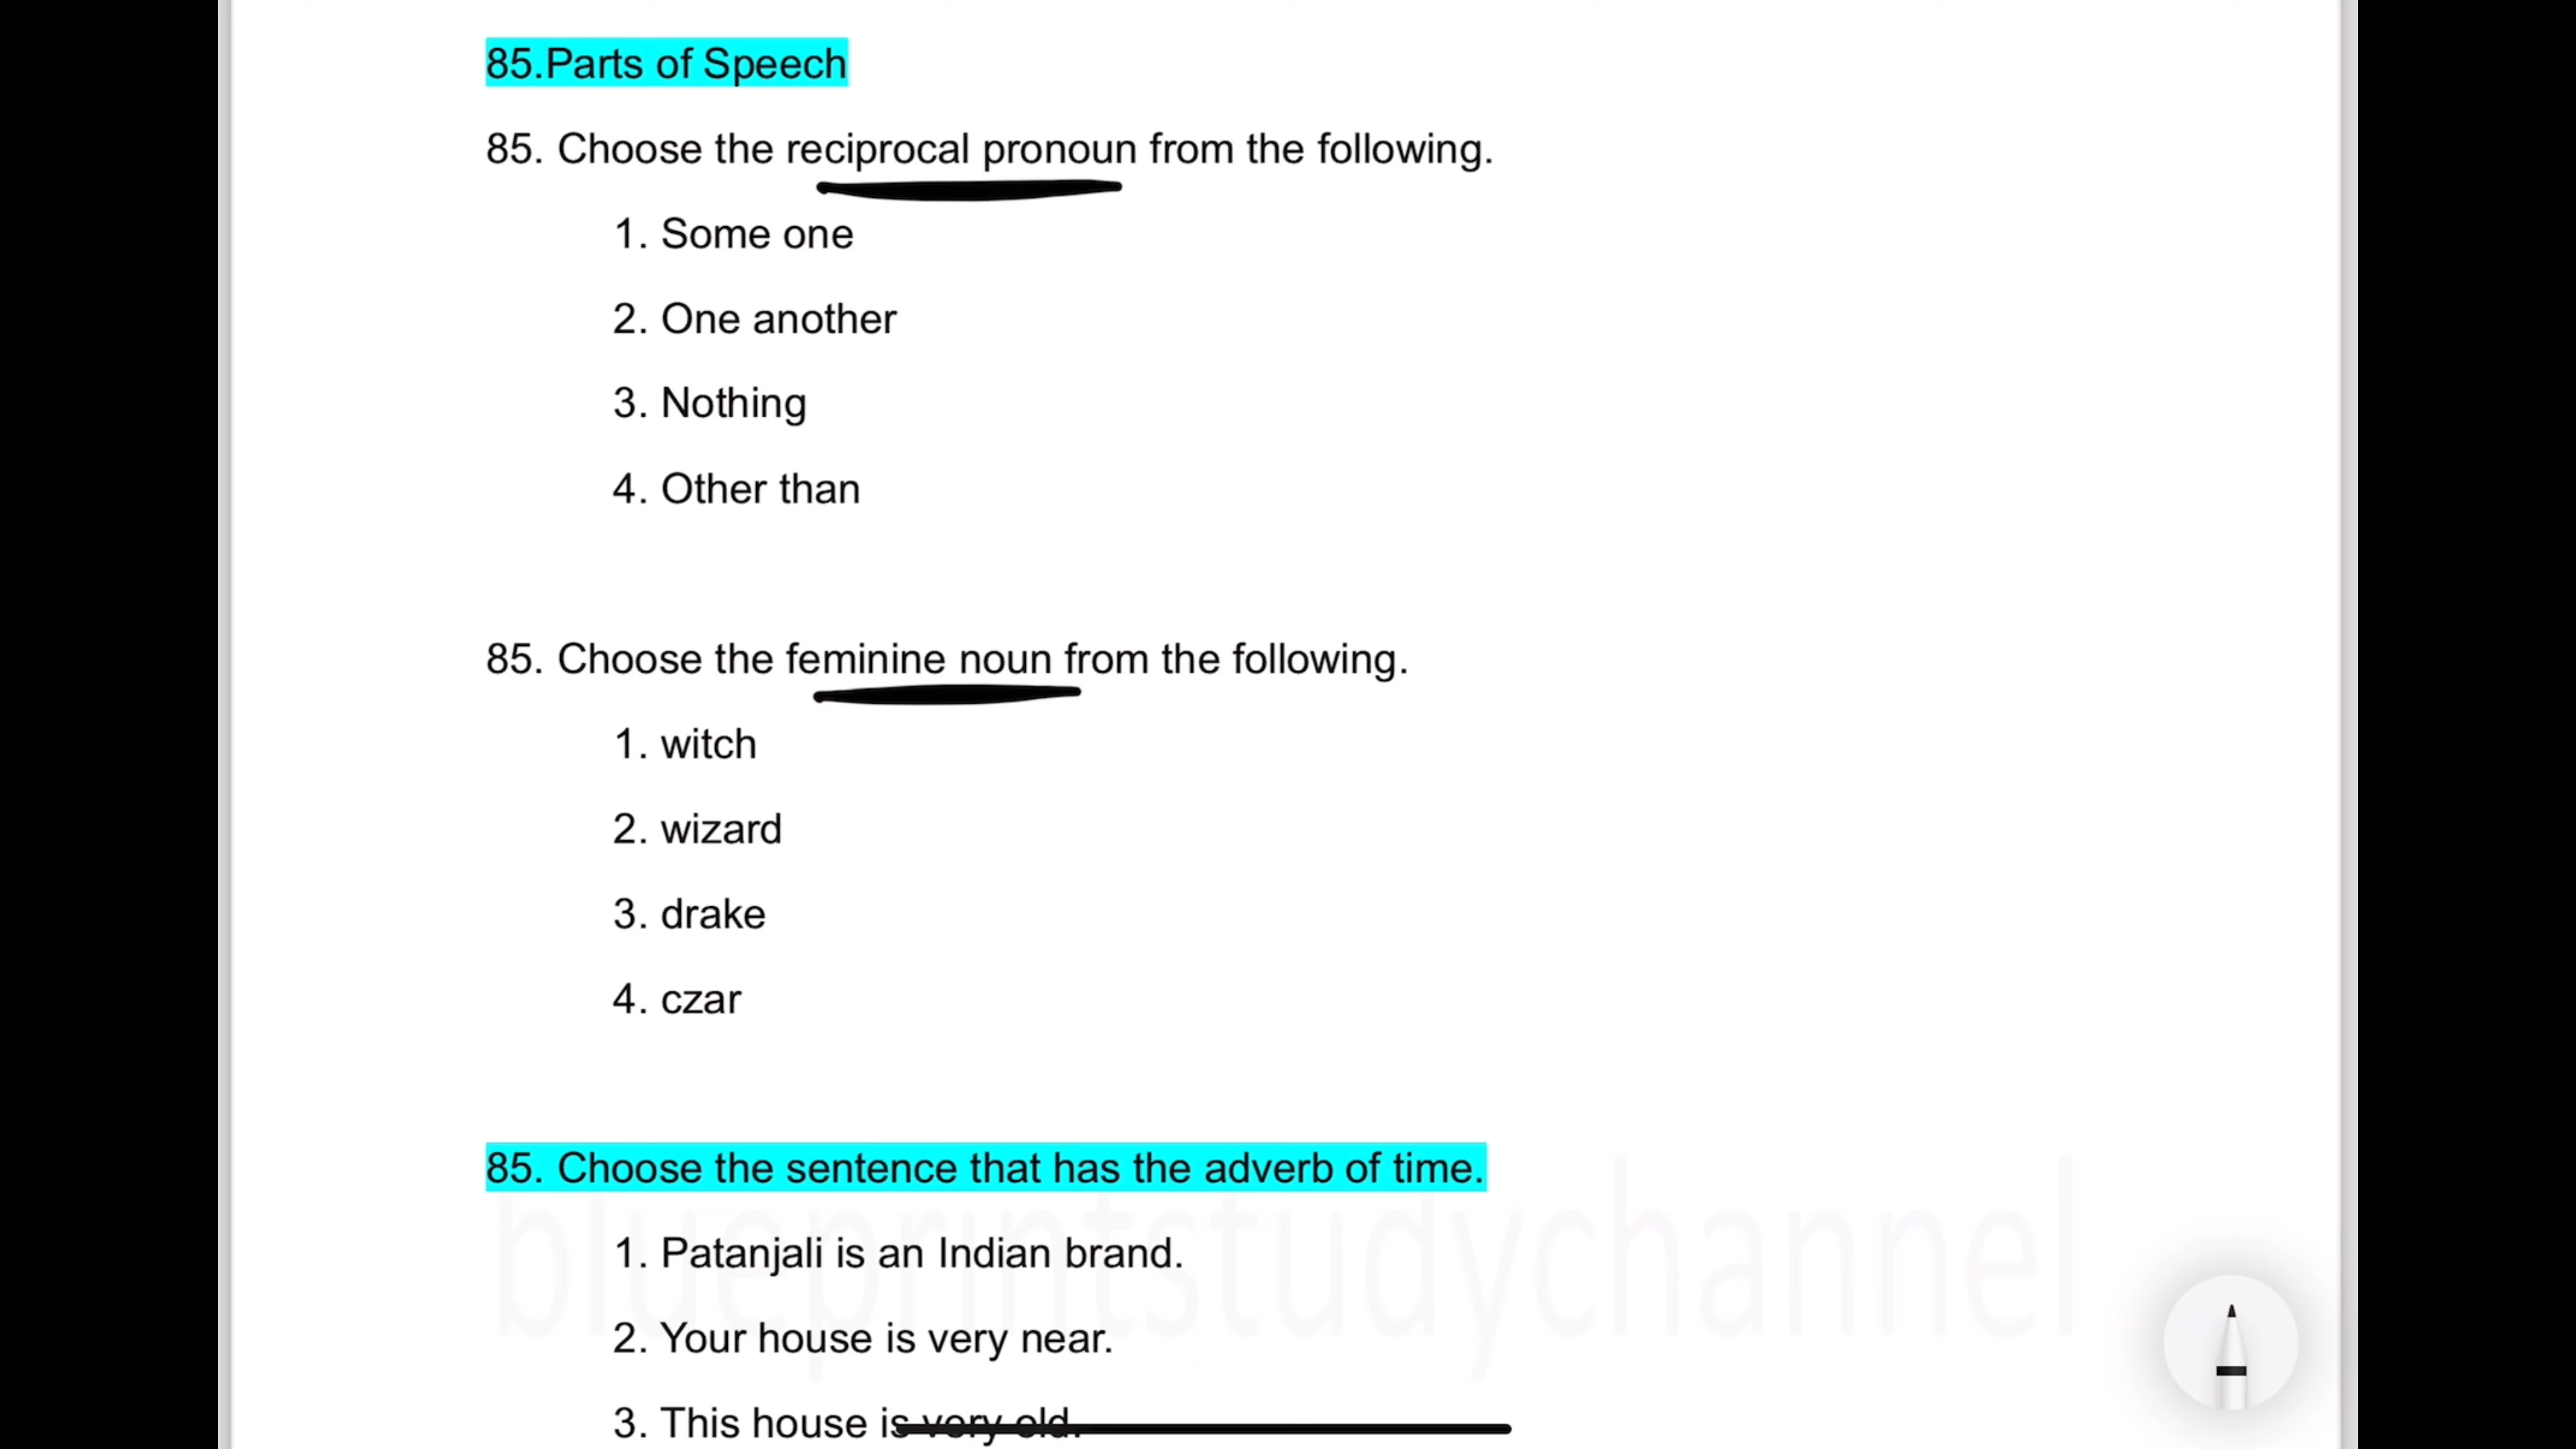 85.Parts of Speech
85. Choose the reciprocal pronoun from the following.
1. Some one
2. One another
3. Nothing
4. Other than
85. Choose the feminine noun from the following.
1. witch
2. wizard
3. drake
4. czar
85. Choose the sentence that has the adverb of time.
blueprintstudychannel
1. Patanjali is an Indian brand.
2. Your house is very near.
3. This house is very old.